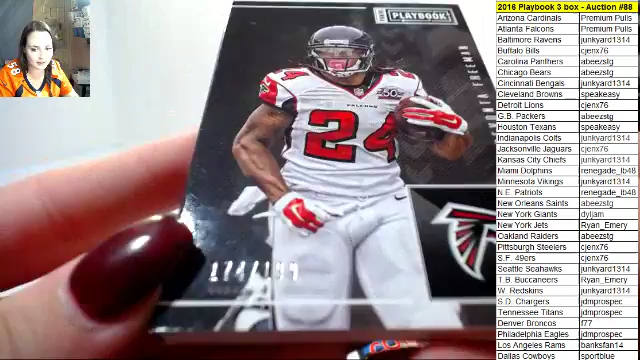 PLAYBOOK
FREEMAN
FALCONS
24
24
58
2016 Playbook 3 box - Auction #88
Arizona Cardinals Premium Pulls
Atlanta Falcons Premium Pulls
Baltimore Ravens junkyard1314
Buffalo Bills cjenx76
Carolina Panthers abeezstg
Chicago Bears abeezstg
Cincinnati Bengals junkyard1314
Cleveland Browns speakeasy
Detroit Lions cjenx76
G.B. Packers abeezstg
Houston Texans speakeasy
Indianapolis Colts junkyard1314
Jacksonville Jaguars cjenx76
Kansas City Chiefs junkyard1314
Miami Dolphins renegade_lb48
Minnesota Vikings junkyard1314
N.E. Patriots renegade_lb48
New Orleans Saints abeezstg
New York Giants dyljam
New York Jets Ryan_Emery
Oakland Raiders abeezstg
Pittsburgh Steelers cjenx76
S.F. 49ers cjenx76
Seattle Seahawks junkyard1314
T.B. Buccaneers Ryan_Emery
W. Redskins junkyard1314
S.D. Chargers jdmprospec
Tennessee Titans jdmprospec
Denver Broncos f77
Philadelphia Eagles jdmprospec
Los Angeles Rams banksfan14
Dallas Cowboys sportblue